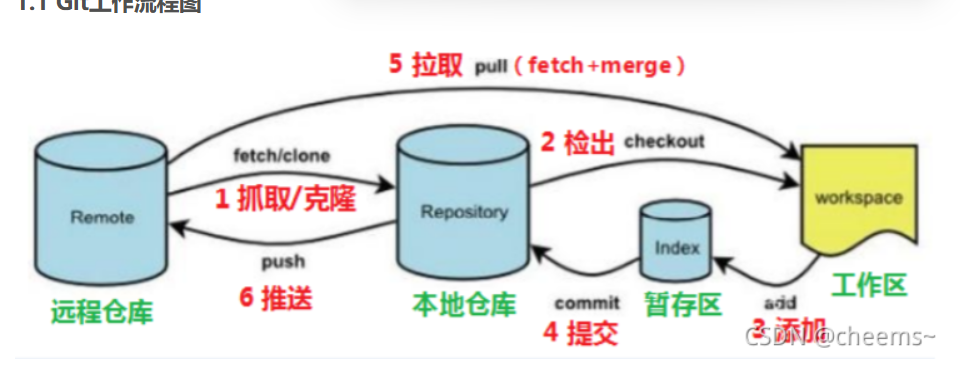 1.1 Git工作流程图
5 拉取 pull（fetch+merge）
fetch/clone
1 抓取/克隆
2 检出 checkout
Remote
Repository
Index
workspace
push
6 推送
commit
4 提交
add
3 添加
远程仓库
本地仓库
暂存区
工作区
CSDN @cheems~